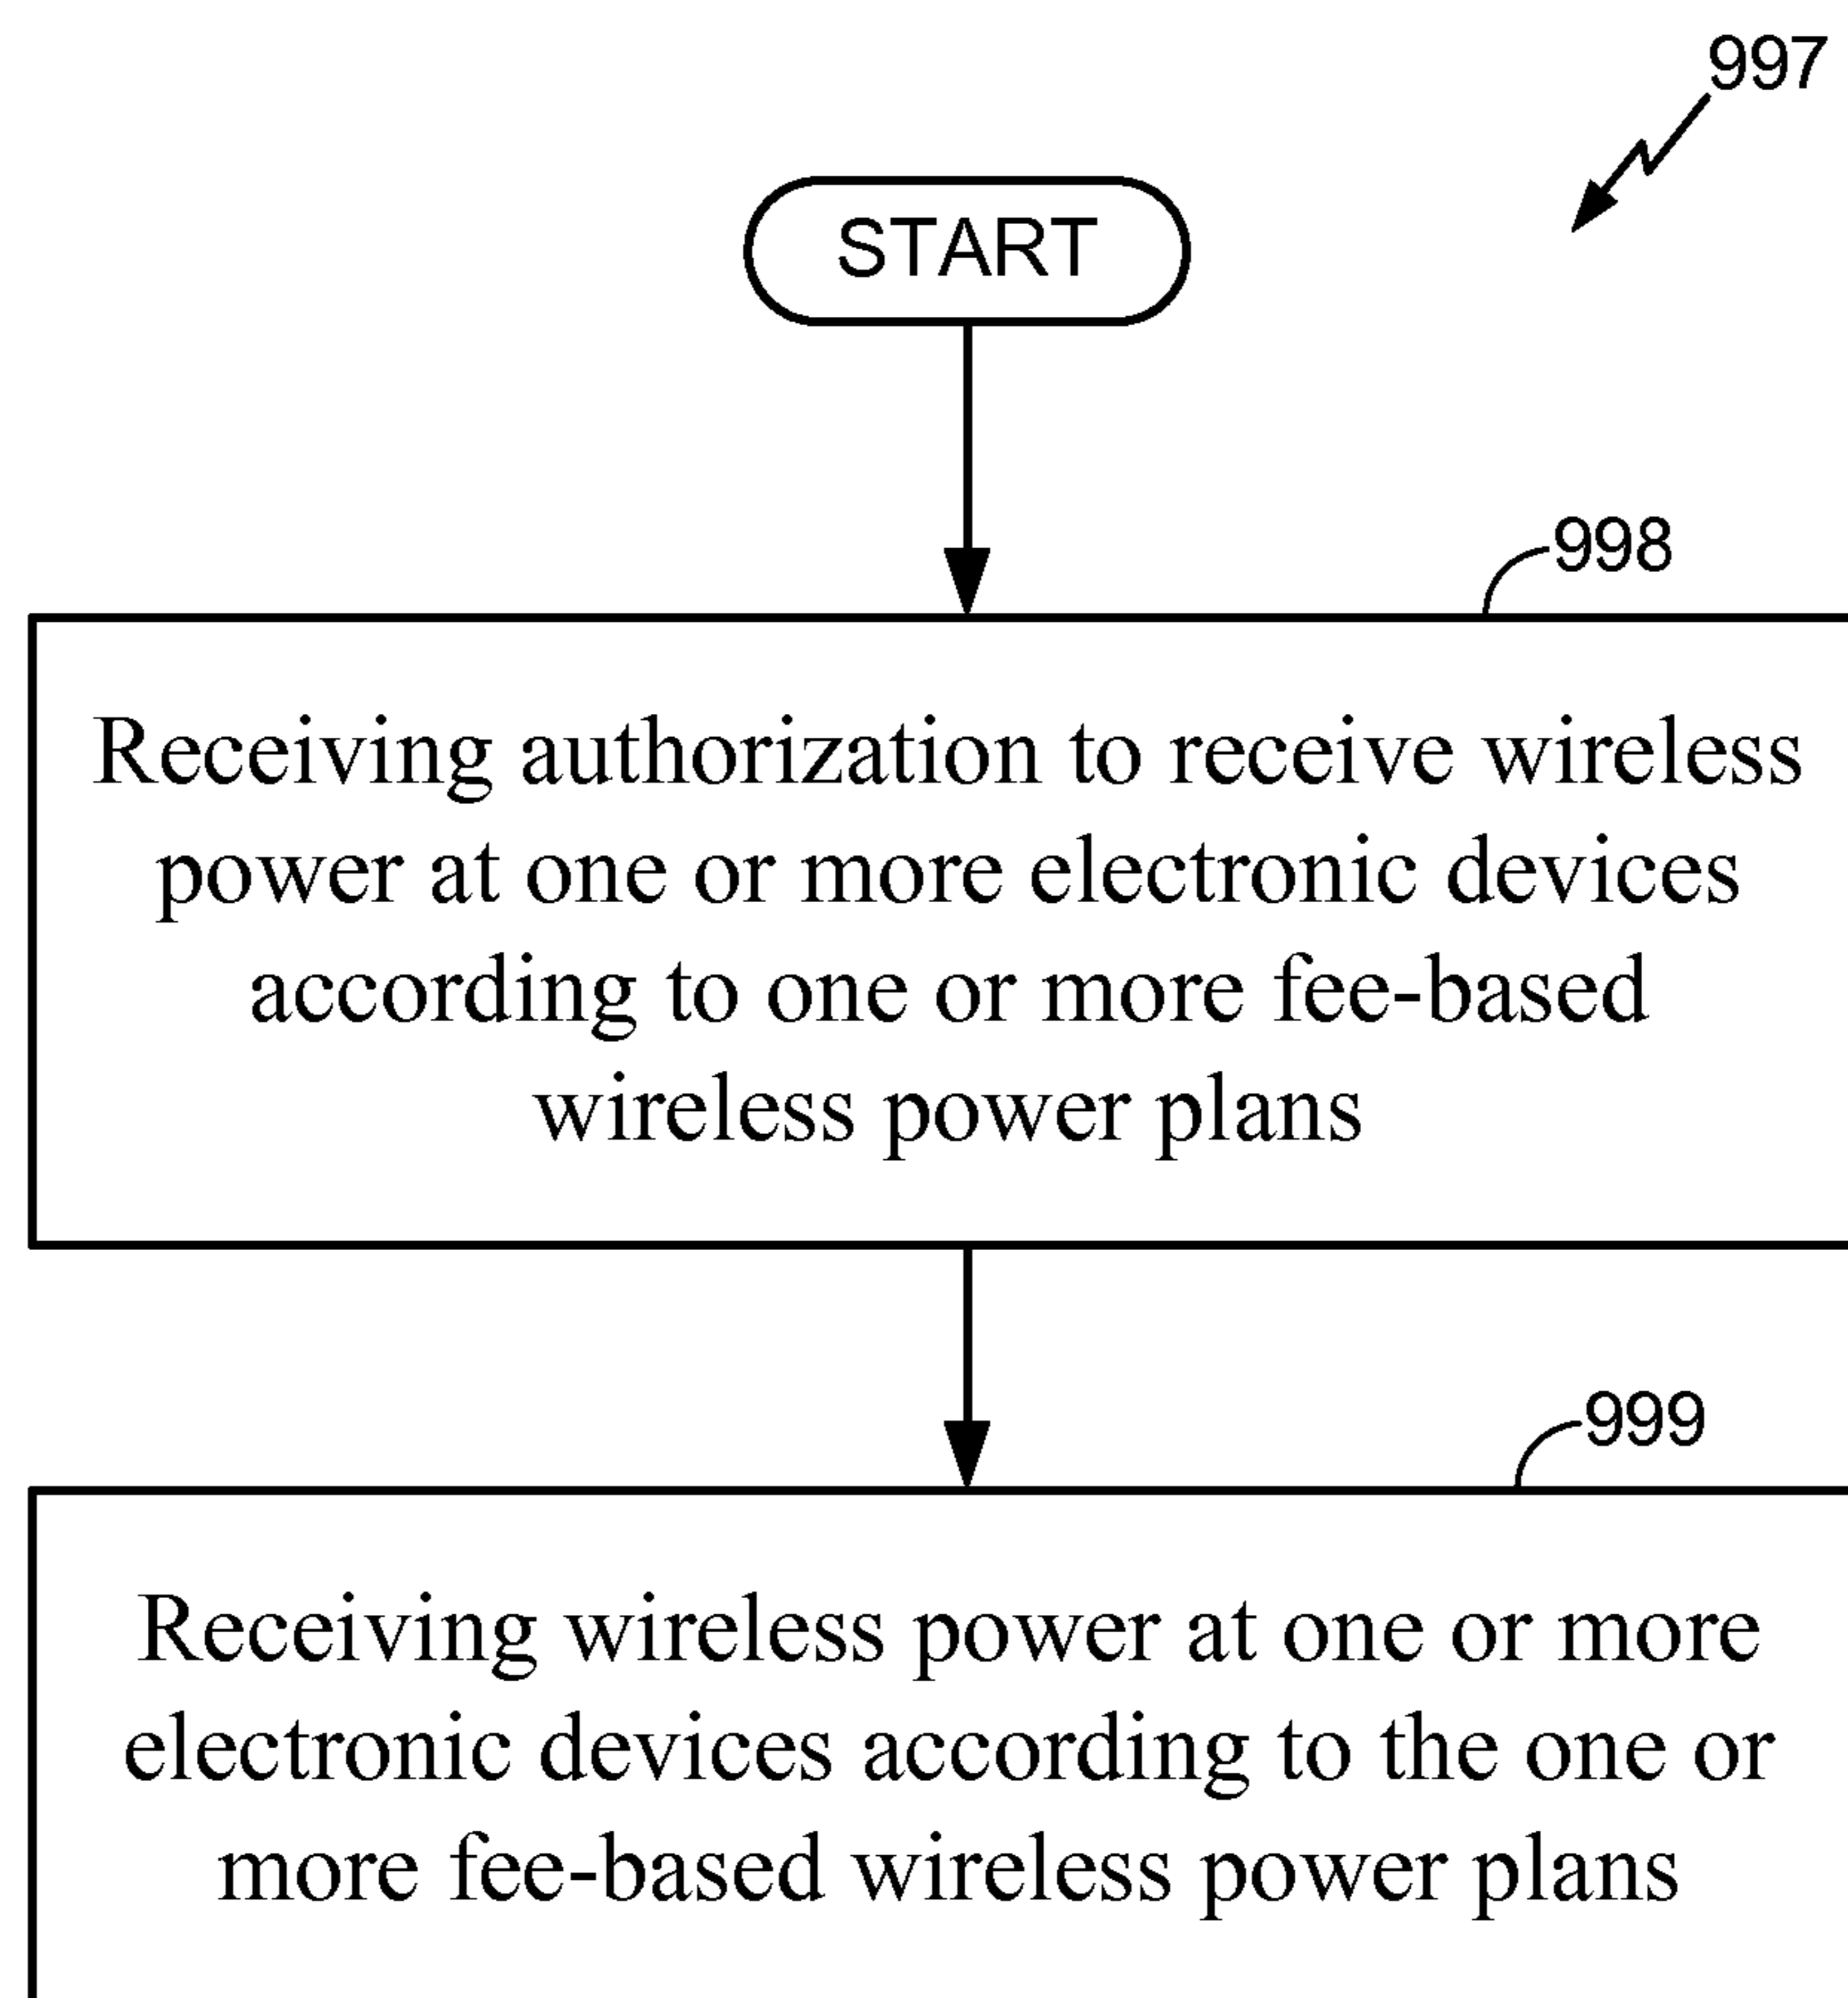 997
START
998
Receiving authorization to receive wireless
power at one or more electronic devices
according to one or more fee-based
wireless power plans
999
Receiving wireless power at one or more
electronic devices according to the one or
more fee-based wireless power plans